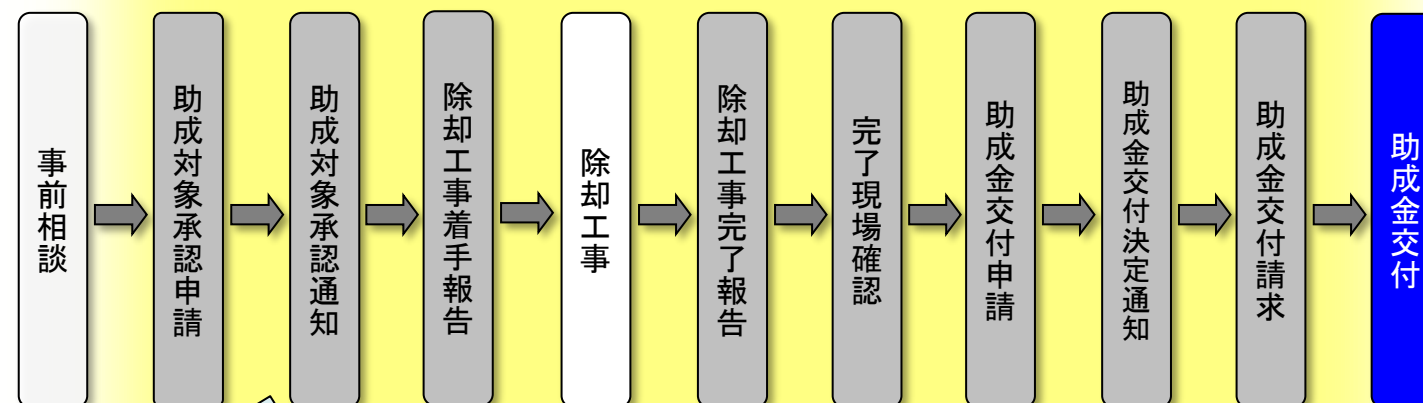 事前相談
助成対象承認申請
助成対象承認通知
除却工事着手報告
除却工事
除却工事完了報告
完了現場確認
助成金交付申請
助成金交付決定通知
助成金交付請求
助成金交付